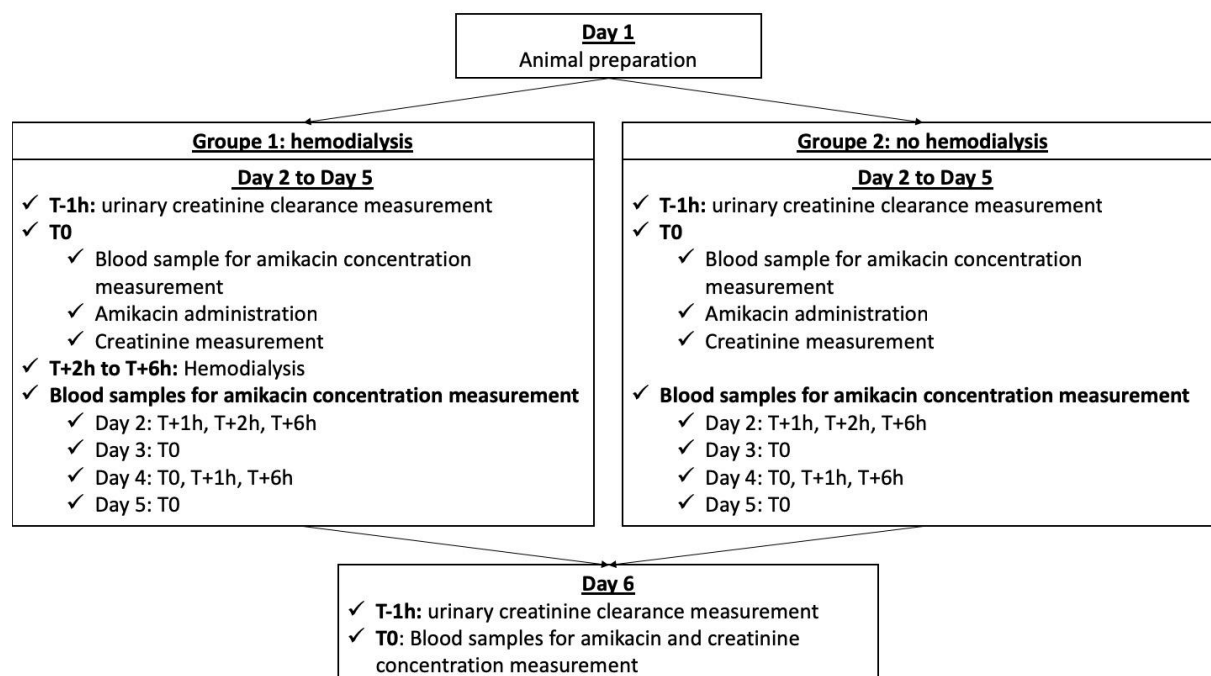 Day 1
Animal preparation
Groupe 1: hemodialysis
Day 2 to Day 5
✓ T-1h: urinary creatinine clearance measurement
✓ T0
✓ Blood sample for amikacin concentration
measurement
✓ Amikacin administration
✓ Creatinine measurement
✓ T+2h to T+6h: Hemodialysis
✓ Blood samples for amikacin concentration measurement
✓ Day 2: T+1h, T+2h, T+6h
✓ Day 3: T0
✓ Day 4: T0, T+1h, T+6h
✓ Day 5: T0
Groupe 2: no hemodialysis
Day 2 to Day 5
✓ T-1h: urinary creatinine clearance measurement
✓ T0
✓ Blood sample for amikacin concentration
measurement
✓ Amikacin administration
✓ Creatinine measurement
✓ Blood samples for amikacin concentration measurement
✓ Day 2: T+1h, T+2h, T+6h
✓ Day 3: T0
✓ Day 4: T0, T+1h, T+6h
✓ Day 5: T0
Day 6
✓ T-1h: urinary creatinine clearance measurement
✓ T0: Blood samples for amikacin and creatinine
concentration measurement